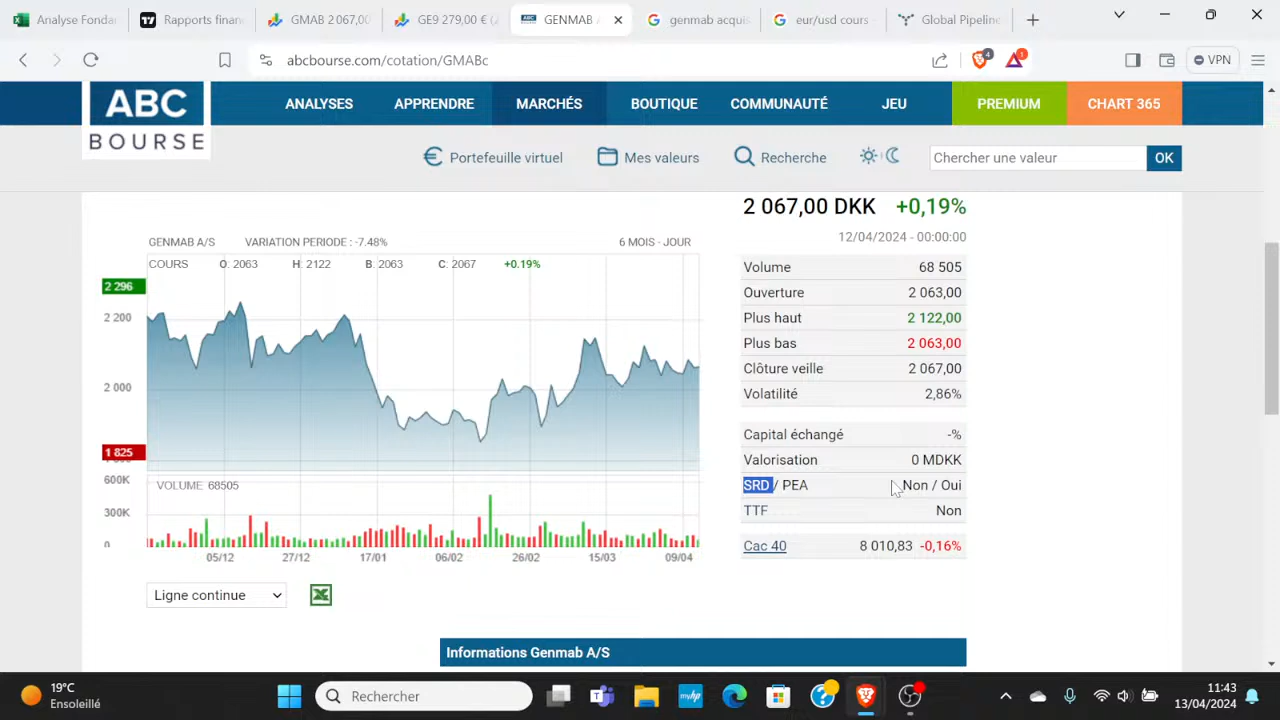 Analyse Fondar
Rapports finan
GMAB 2 067,00
GE9 279,00 € (
GENMAB
genmab acquis
eur/usd cours
Global Pipeline
abcbourse.com/cotation/GMABc
4
1
VPN
ABC
BOURSE
ANALYSES
APPRENDRE
MARCHÉS
BOUTIQUE
COMMUNAUTÉ
JEU
PREMIUM
CHART 365
Portefeuille virtuel
Mes valeurs
Recherche
Chercher une valeur
OK
2 067,00 DKK +0,19%
12/04/2024 - 00:00:00
GENMAB A/S VARIATION PERIODE : -7.48% 6 MOIS - JOUR
COURS O. 2063 H. 2122 B. 2063 C. 2067 +0.19%
2 296
2 200
2 000
1 825
600K
VOLUME 68505
300K
0
05/12 27/12 17/01 06/02 26/02 15/03 09/04
Volume 68 505
Ouverture 2 063,00
Plus haut 2 122,00
Plus bas 2 063,00
Clôture veille 2 067,00
Volatilité 2,86%
Capital échangé -%
Valorisation 0 MDKK
SRD / PEA Non / Oui
TTF Non
Cac 40 8 010,83 -0,16%
Ligne continue
Informations Genmab A/S
19°C
Ensoleillé
Rechercher
myhp
11:43
13/04/2024